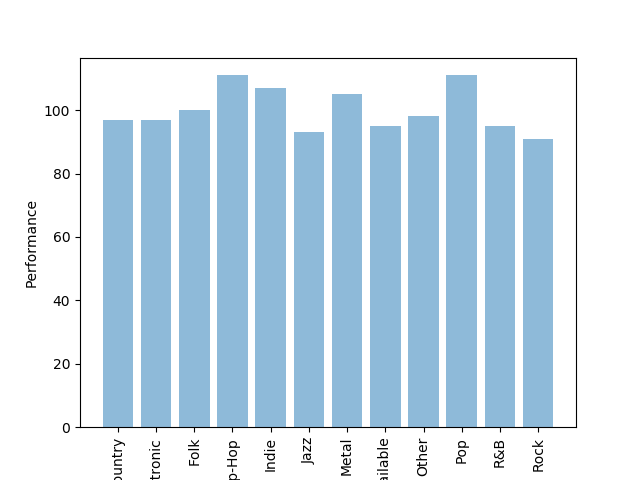 Performance
100
80
60
40
20
0
ountry
tronic
Folk
p-Hop
Indie
Jazz
Metal
ailable
Other
Pop
R&B
Rock